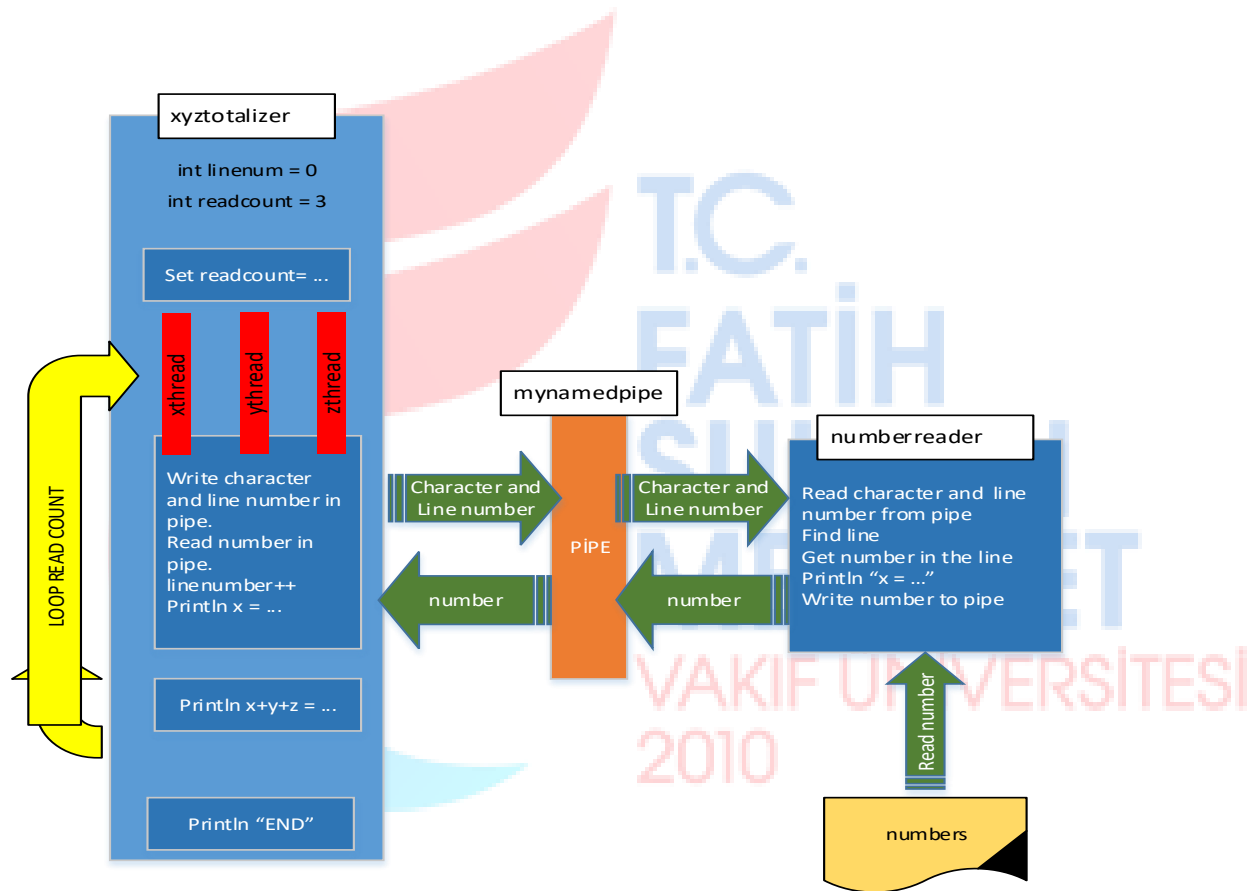 xyztotalizer
int linenum = 0
int readcount = 3
Set readcount= ...
xthread
ythread
zthread
LOOP READ COUNT
Write character
and line number in
pipe.
Read number in
pipe.
linenumber++
Println x = ...
Println x+y+z = ...
Println “END”
Character and
Line number
number
mynamedpipe
PİPE
Character and
Line number
number
numberreader
Read character and line
number from pipe
Find line
Get number in the line
Println “x = ...”
Write number to pipe
Read number
numbers
T.C.
FATİH
VAKIF ÜNİVERSİTESİ
2010